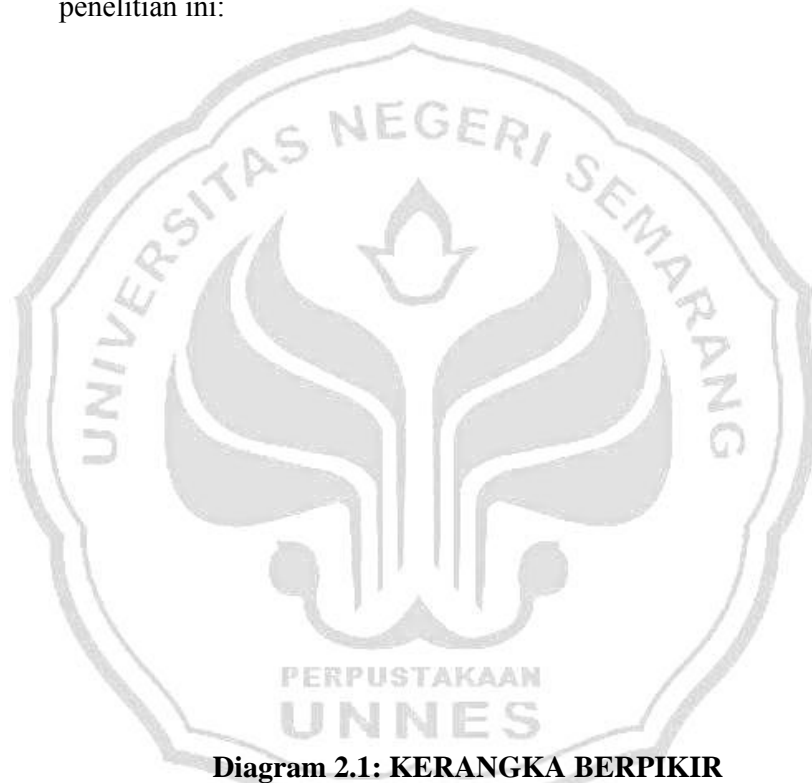 penelitian ini:
UNIVERSITAS NEGERI SEMARANG
PERPUSTAKAAN
UNNES
Diagram 2.1: KERANGKA BERPIKIR